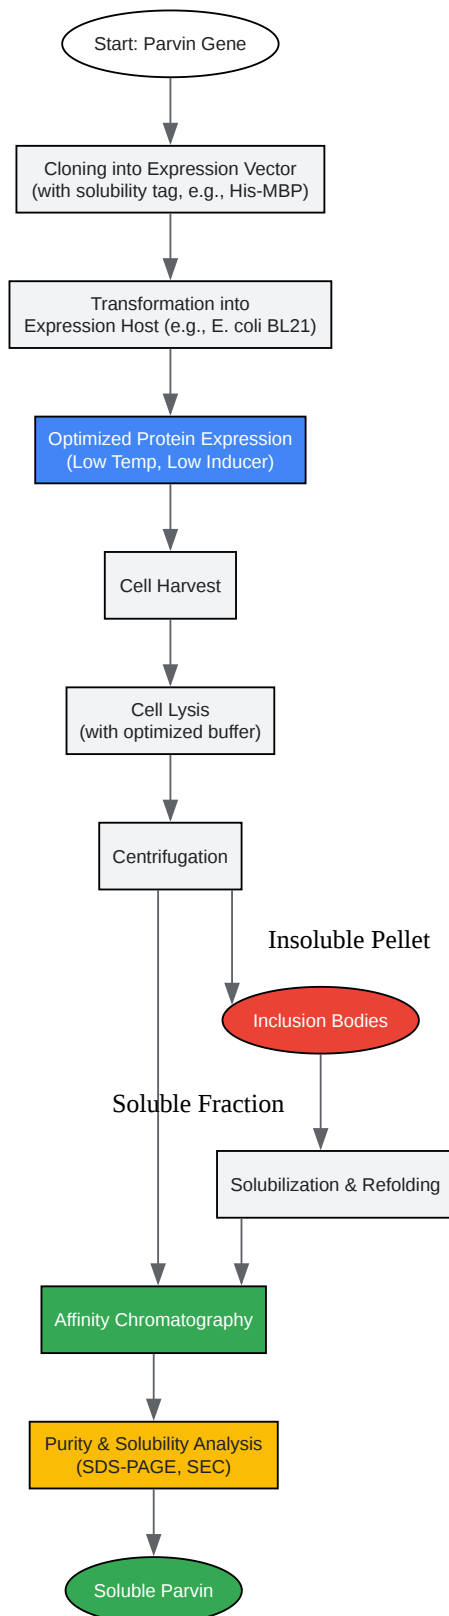 Start: Parvin Gene
Cloning into Expression Vector
(with solubility tag, e.g., His-MBP)
Transformation into
Expression Host (e.g., E. coli BL21)
Optimized Protein Expression
(Low Temp, Low Inducer)
Cell Harvest
Cell Lysis
(with optimized buffer)
Centrifugation
Insoluble Pellet
Inclusion Bodies
Soluble Fraction
Solubilization & Refolding
Affinity Chromatography
Purity & Solubility Analysis
(SDS-PAGE, SEC)
Soluble Parvin